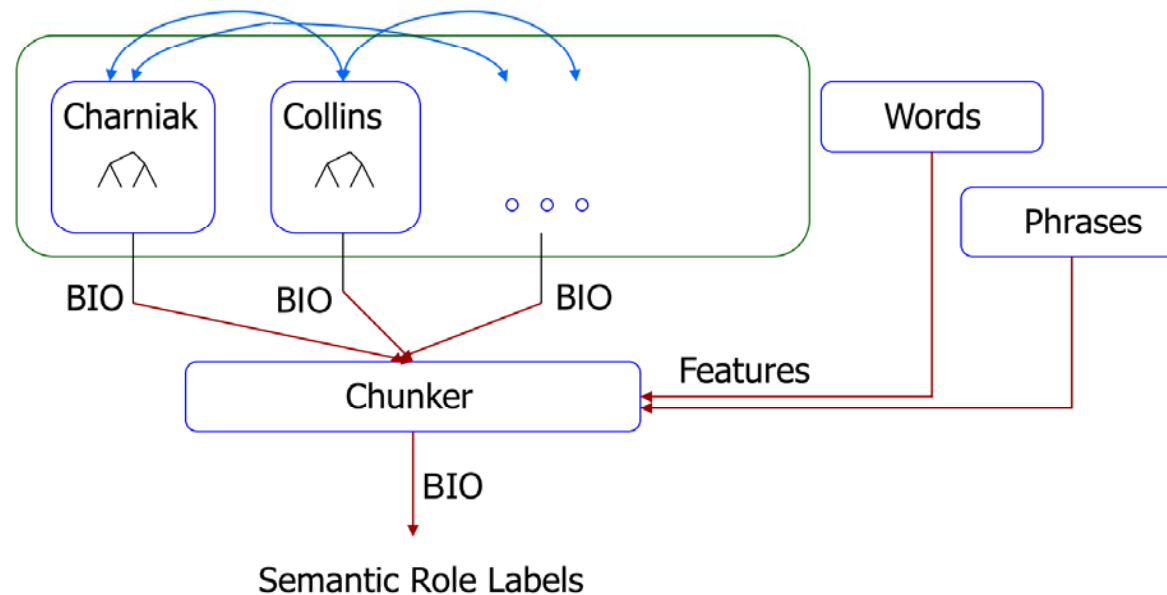 Charniak
Collins
Words
Phrases
BIO
BIO
BIO
Features
Chunker
BIO
Semantic Role Labels